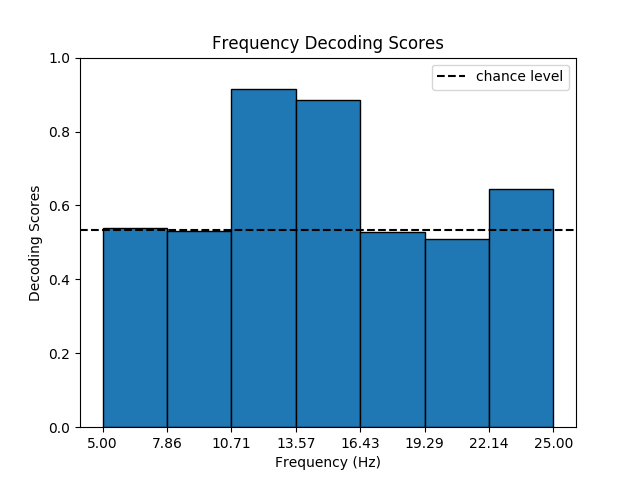 Frequency Decoding Scores
chance level
1.0
0.8
0.6
0.4
0.2
0.0
Decoding Scores
5.00 7.86 10.71 13.57 16.43 19.29 22.14 25.00
Frequency (Hz)